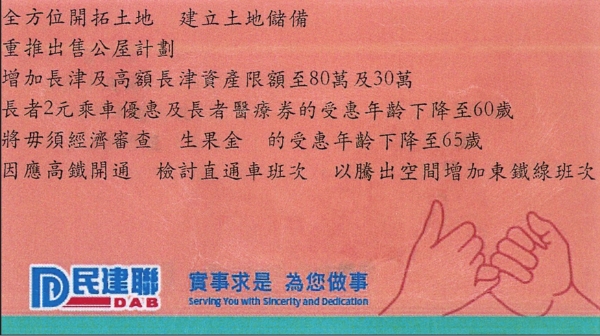 全方位開拓土地　建立土地儲備
重推出售公屋計劃
增加長津及高額長津資產限額至80萬及30萬
長者2元乘車優惠及長者醫療券的受惠年齡下降至60歲
將毋須經濟審查　生果金　的受惠年齡下降至65歲
因應高鐵開通　檢討直通車班次　以騰出空間增加東鐵線班次
民建聯 DAB
實事求是 為您做事
Serving You with Sincerity and Dedication